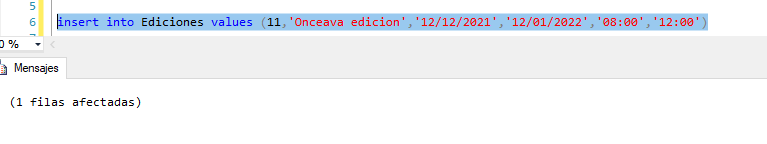 5
6 insert into Ediciones values (11,'Onceava edicion','12/12/2021','12/01/2022','08:00','12:00')
0 %
Mensajes
(1 filas afectadas)